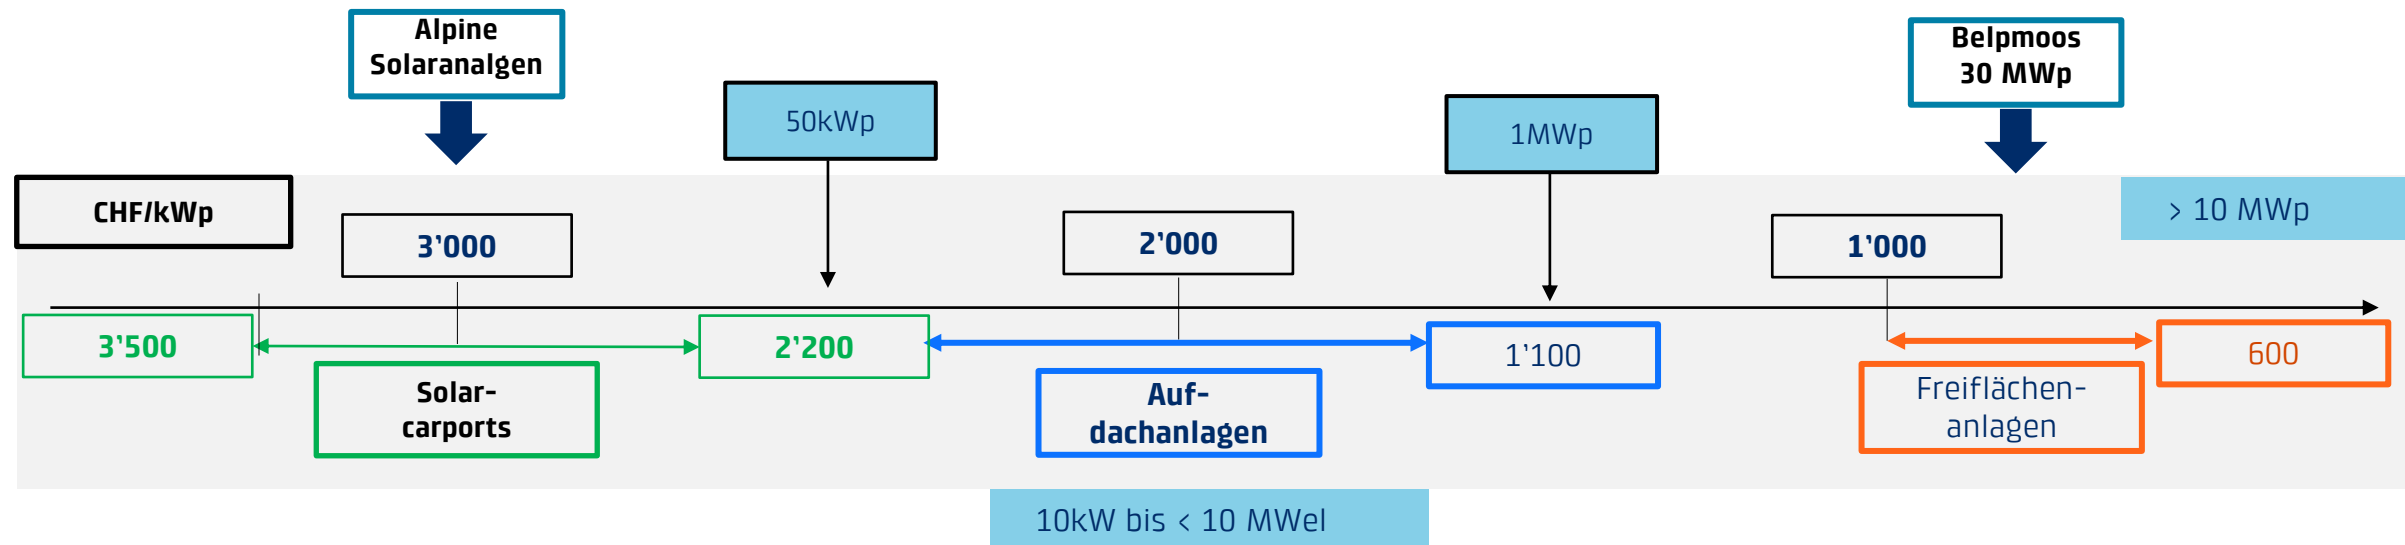 Alpine
Solaranalgen
Belpmoos
30 MWp
50kWp
1MWp
CHF/kWp
> 10 MWp
3’000
2’000
1’000
3’500
2’200
1’100
600
Solar-
carports
Auf-
dachanlagen
Freiflächen-
anlagen
10kW bis < 10 MWel